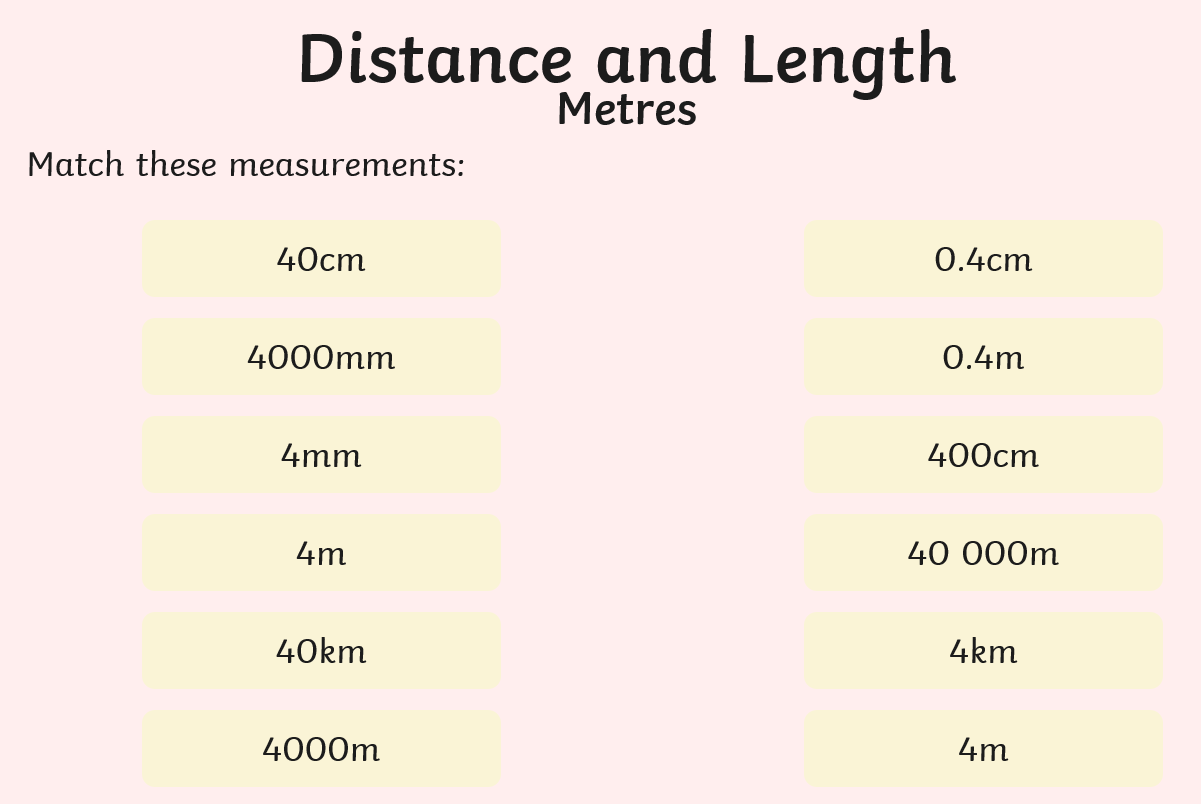 Distance and Length
Metres
Match these measurements:
40cm
0.4cm
4000mm
0.4m
4mm
400cm
4m
40 000m
40km
4km
4000m
4m